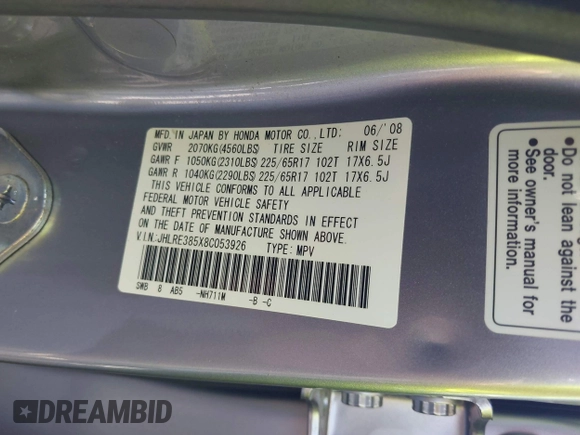 MFD. IN JAPAN BY HONDA MOTOR CO., LTD: 06/'08
GVWR 2070KG(4560LBS) TIRE SIZE RIM SIZE
GAWR F 1050KG(2310LBS) 225/65R17 102T 17X6.5J
GAWR R 1040KG(2290LBS) 225/65R17 102T 17X6.5J
THIS VEHICLE CONFORMS TO ALL APPLICABLE
FEDERAL MOTOR VEHICLE SAFETY
AND THEFT PREVENTION STANDARDS IN EFFECT
ON THE DATE OF MANUFACTURE SHOWN ABOVE.
V.I.N.:JHLRE385X8C053926 TYPE: MPV
SWB 8 AB5 -NH711M -B -C
•Do not lean against
door.
•See owner's manual for
more information.
DREAMBID